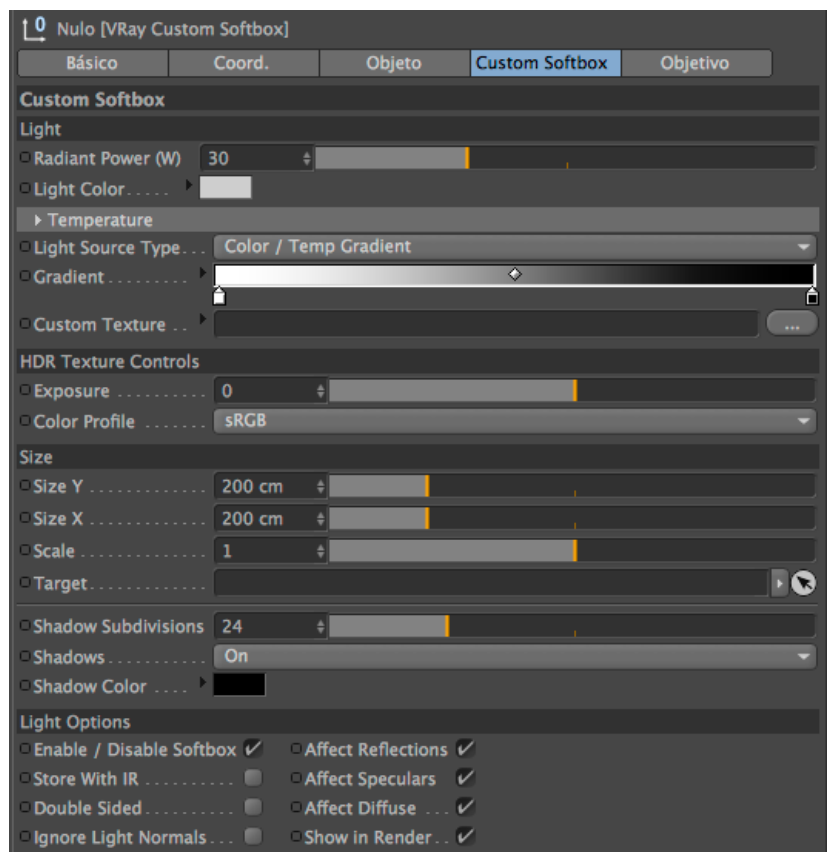 0 Nulo [VRay Custom Softbox]
Básico Coord. Objeto Custom Softbox Objetivo
Custom Softbox
Light
Radiant Power (W) 30
Light Color.....
Temperature
Light Source Type... Color / Temp Gradient
Gradient.........
Custom Texture .. ...
HDR Texture Controls
Exposure .......... 0
Color Profile ....... sRGB
Size
Size Y ............. 200 cm
Size X ............. 200 cm
Scale .............. 1
Target.............
Shadow Subdivisions 24
Shadows........... On
Shadow Color ....
Light Options
Enable / Disable Softbox Affect Reflections
Store With IR .......... Affect Speculars
Double Sided.......... Affect Diffuse ...
Ignore Light Normals... Show in Render..